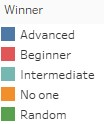 Winner
Advanced
Beginner
Intermediate
No one
Random